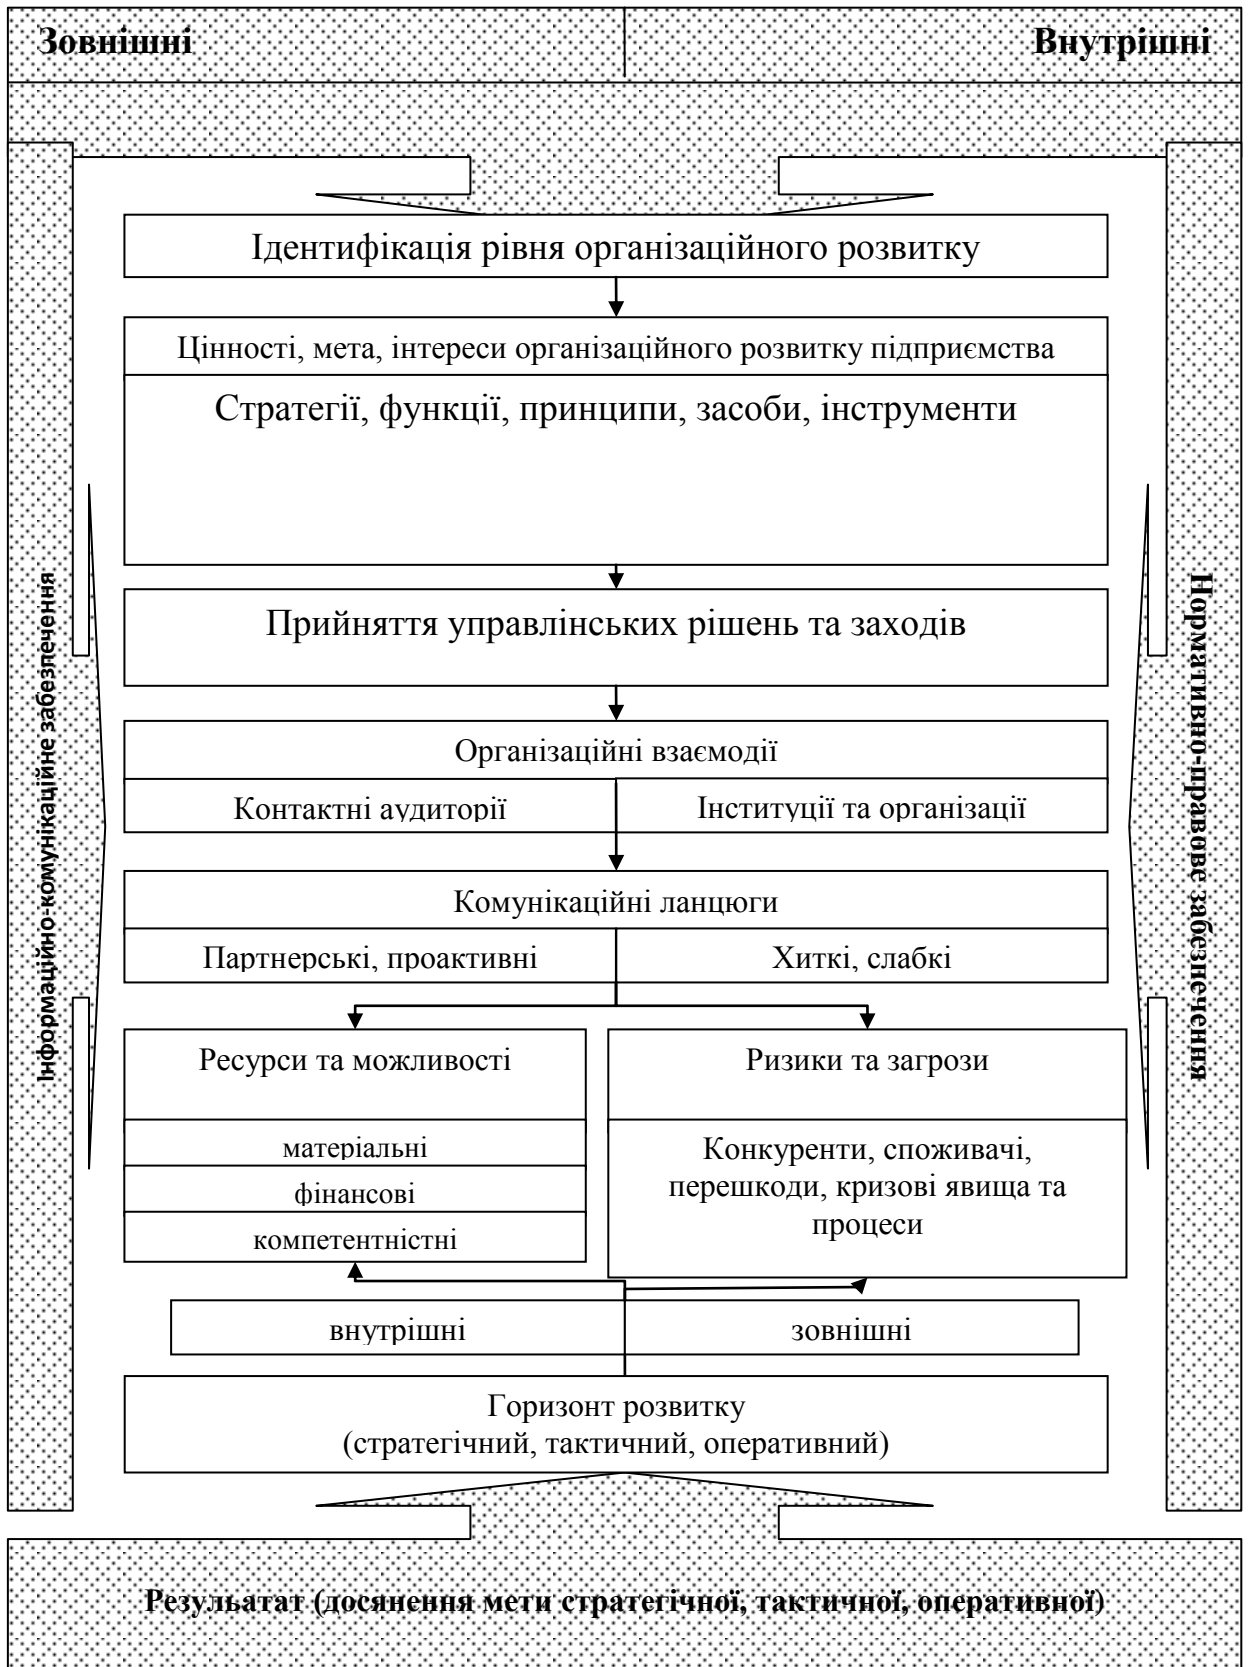 Зовнішні
Внутрішні
Ідентифікація рівня організаційного розвитку
Цінності, мета, інтереси організаційного розвитку підприємства
Стратегії, функції, принципи, засоби, інструменти
Прийняття управлінських рішень та заходів
Організаційні взаємодії
Контактні аудиторії
Інституції та організації
Комунікаційні ланцюги
Партнерські, проактивні
Хиткі, слабкі
Ресурси та можливості
матеріальні
фінансові
компетентністні
Ризики та загрози
Конкуренти, споживачі,
перешкоди, кризові явища та
процеси
внутрішні
зовнішні
Горизонт розвитку
(стратегічний, тактичний, оперативний)
Інформаційно-комунікаційне забезпечення
Нормативно-правове забезпечення
Результат (досянення мети стратегічної, тактичної, оперативної)